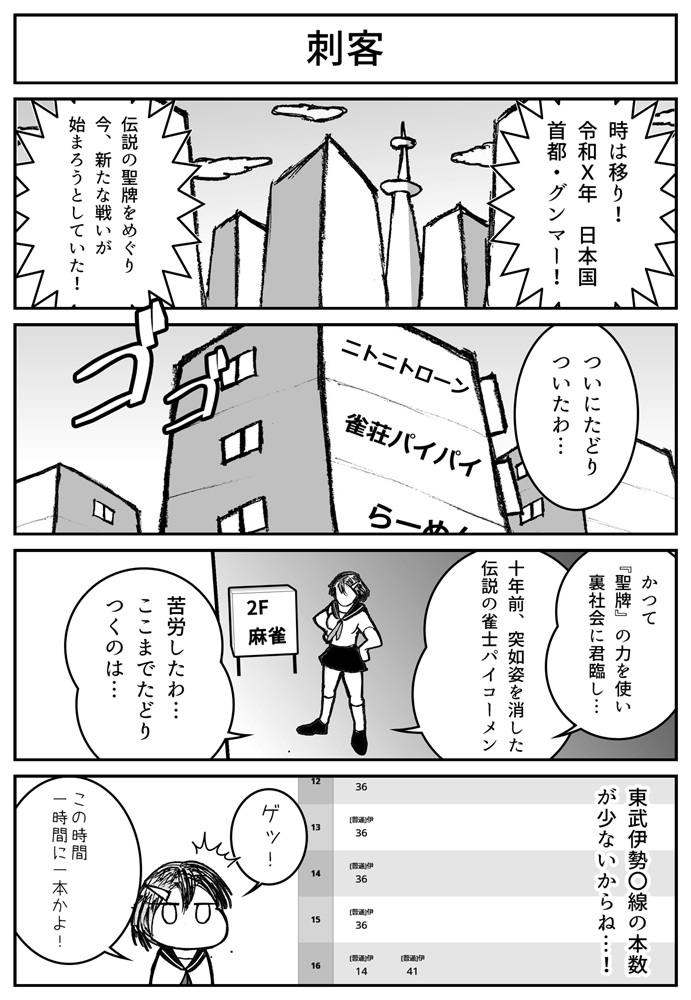 刺客
時は移り!
令和X年 日本国
首都・グンマー!
伝説の聖牌をめぐり
今、新たな戦いが
始まろうとしていた!
ついにたどり
ついたわ…
ゴゴ
ニトニトローン
雀荘パイパイ
らーめん
かつて
『聖牌』の力を使い
裏社会に君臨し…
十年前、突如姿を消した
伝説の雀士パイコーメン
2F
麻雀
苦労したわ…
ここまでたどり
つくのは…
東武伊勢〇線の本数
が少ないからね…!
12
36
13
[普通]伊
36
14
[普通]伊
36
15
[普通]伊
36
16
[普通]伊 [普通]伊
14 41
ゲッ!
この時間
一時間に一本かよ!